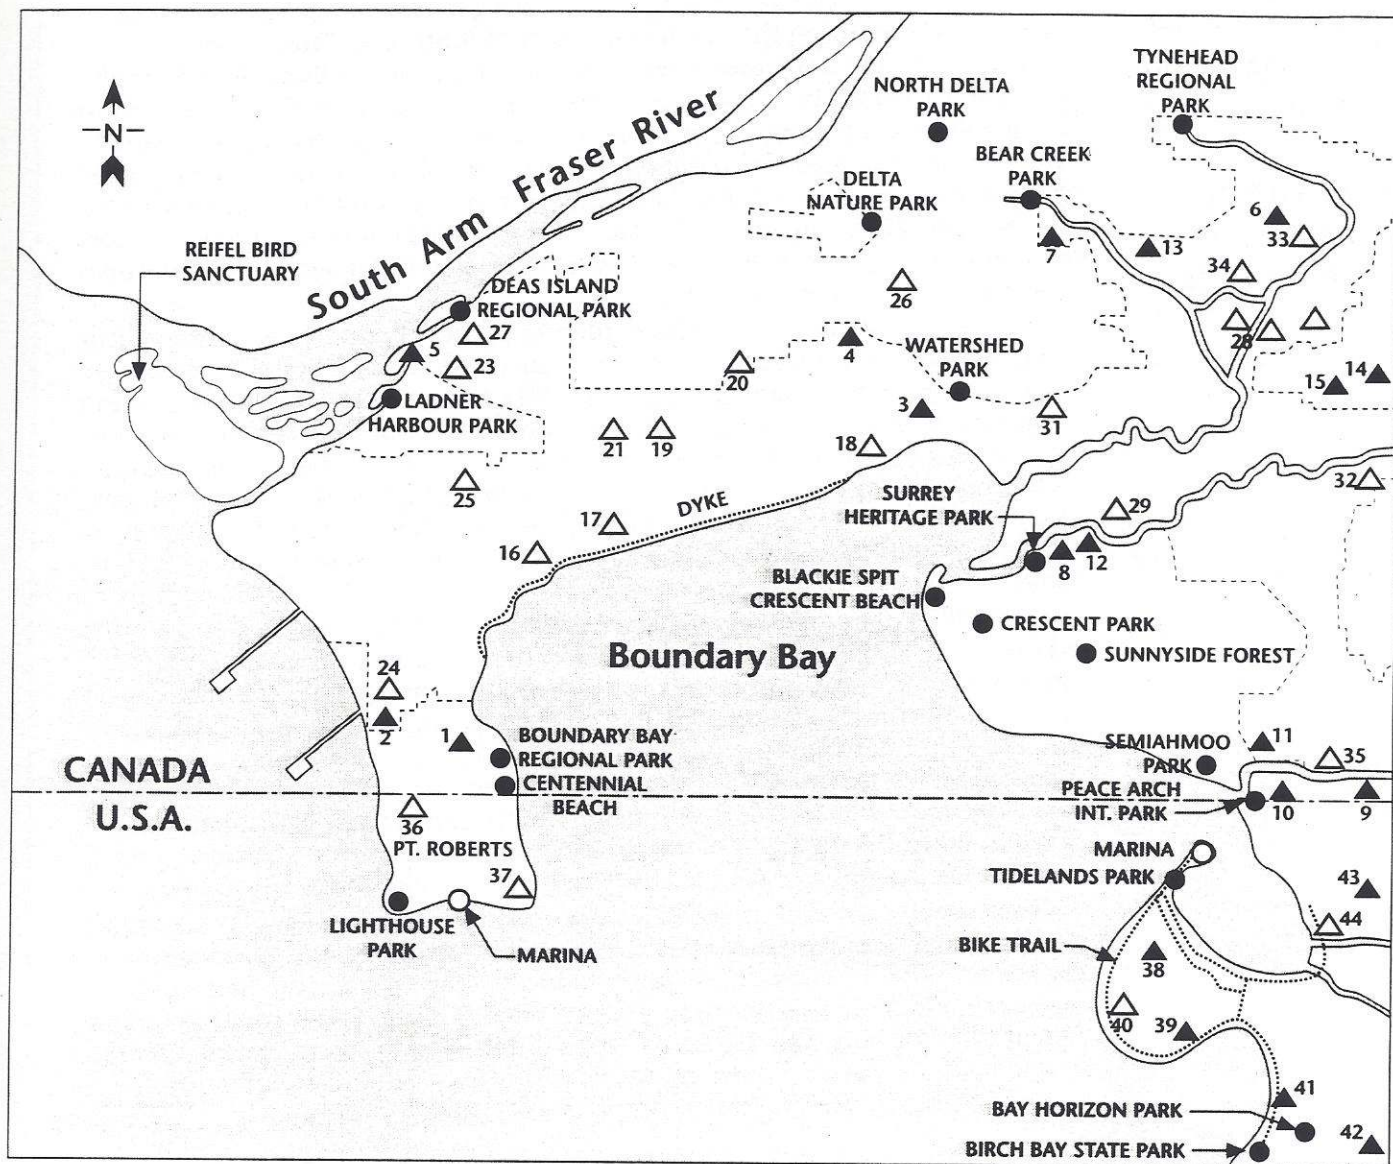 TYNEHEAD
REGIONAL
PARK
NORTH DELTA
PARK
BEAR CREEK
PARK
DELTA
NATURE PARK
N
South Arm Fraser River
REIFEL BIRD
SANCTUARY
DEAS ISLAND
REGIONAL PARK
6
33
7
13
34
26
27
5
23
4
28
20
WATERSHED
PARK
14
15
LADNER
HARBOUR PARK
3
31
21
19
18
25
32
SURREY
HERITAGE PARK
29
DYKE
17
16
8
12
BLACKIE SPIT
CRESCENT BEACH
CRESCENT PARK
SUNNYSIDE FOREST
Boundary Bay
24
2
1
BOUNDARY BAY
REGIONAL PARK
CENTENNIAL
BEACH
SEMIAHMOO
PARK
11
35
CANADA
U.S.A.
PEACE ARCH
INT. PARK
10
9
36
PT. ROBERTS
37
MARINA
TIDELANDS PARK
43
44
LIGHTHOUSE
PARK
MARINA
BIKE TRAIL
38
40
39
41
BAY HORIZON PARK
42
BIRCH BAY STATE PARK